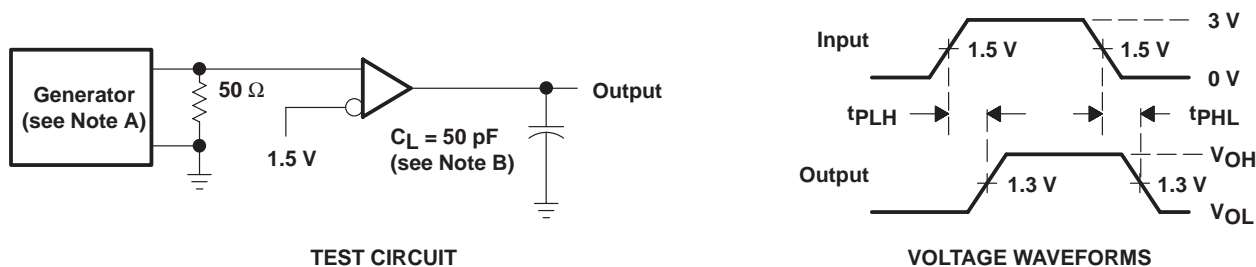 Generator
(see Note A)
50 Ω
1.5 V
CL = 50 pF
(see Note B)
Output
TEST CIRCUIT
Input
3 V
1.5 V
1.5 V
0 V
tPLH
tPHL
Output
VOH
1.3 V
1.3 V
VOL
VOLTAGE WAVEFORMS